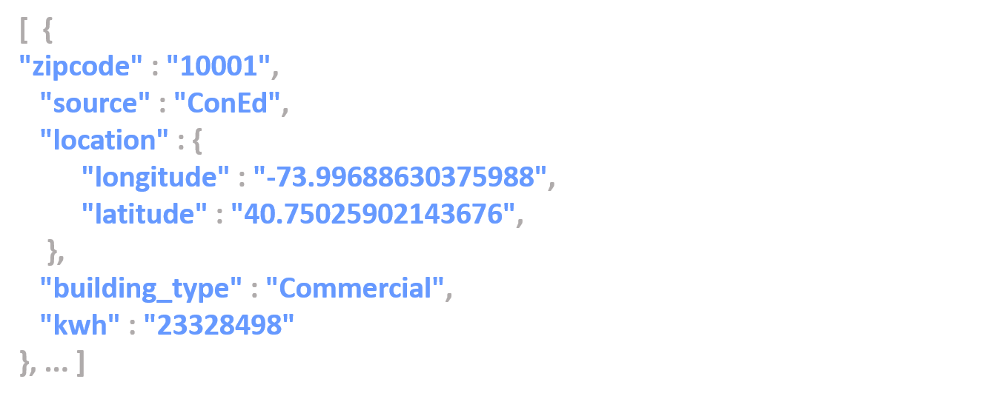 [ {
"zipcode" : "10001",
"source" : "ConEd",
"location" : {
"longitude" : "-73.99688630375988",
"latitude" : "40.75025902143676",
},
"building_type" : "Commercial",
"kwh" : "23328498"
}, ... ]